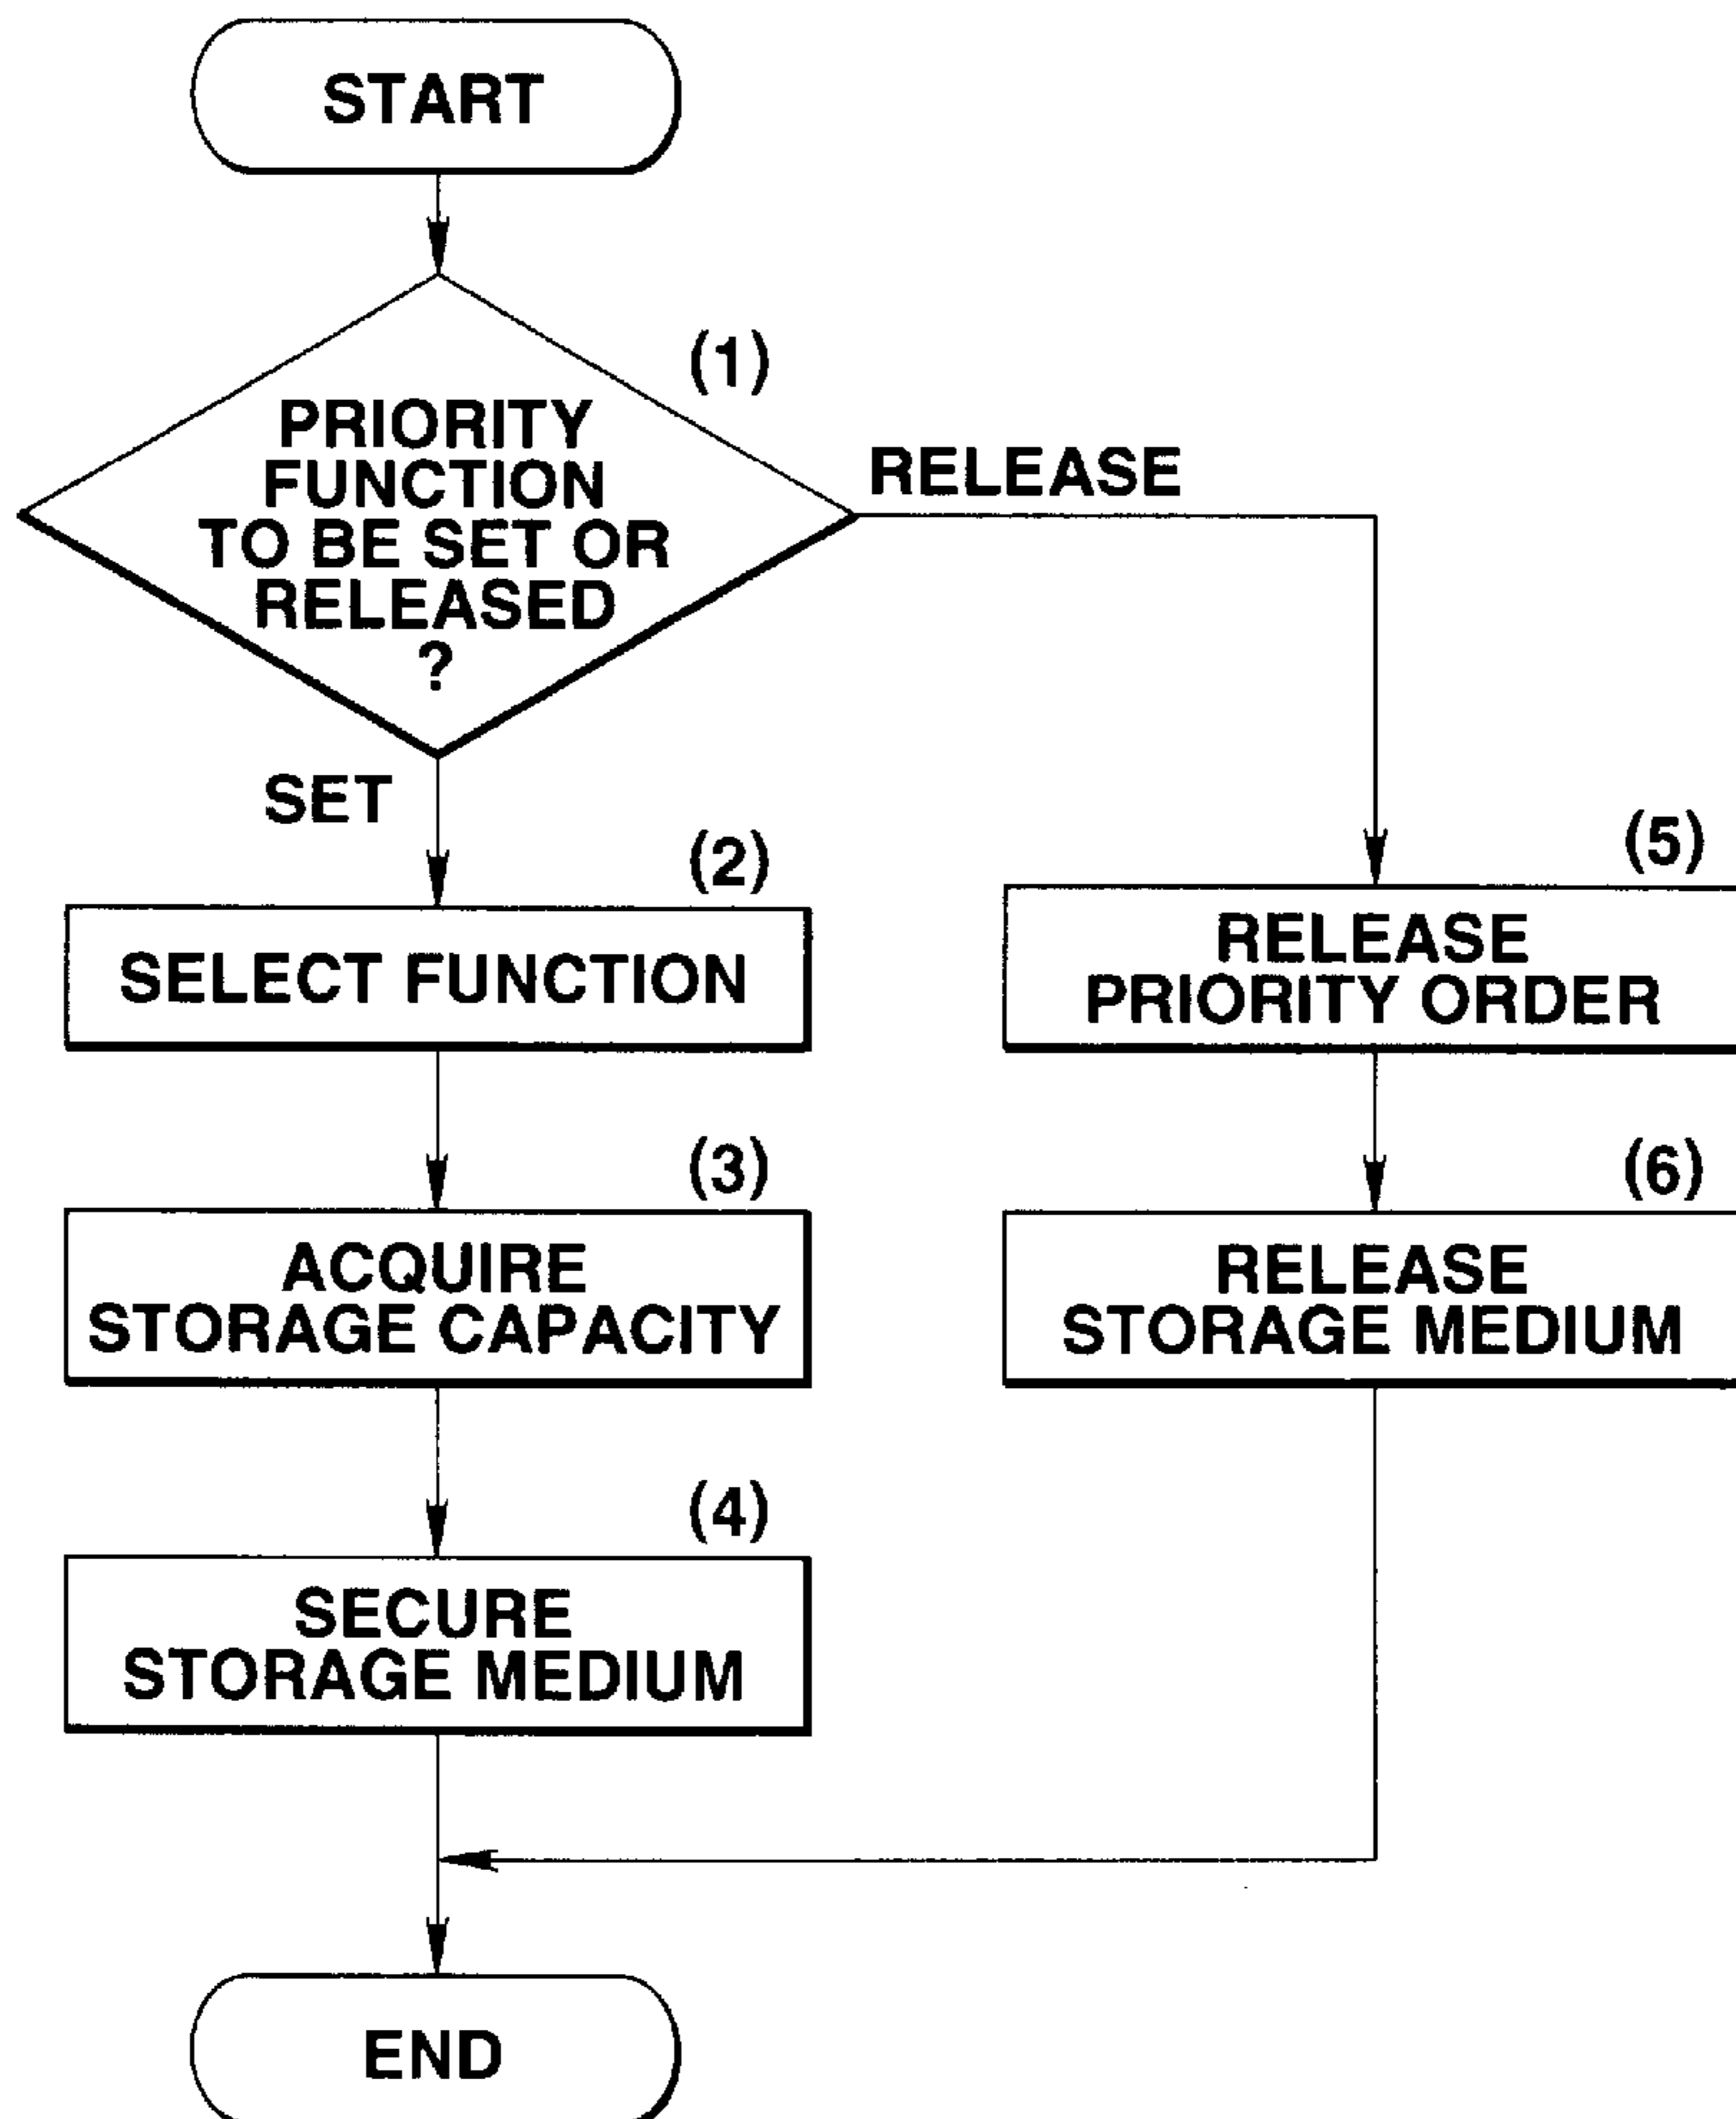 START
(1)
PRIORITY
FUNCTION
TO BE SET OR
RELEASED
?
RELEASE
SET
(2)
SELECT FUNCTION
(3)
ACQUIRE
STORAGE CAPACITY
(4)
SECURE
STORAGE MEDIUM
(5)
RELEASE
PRIORITY ORDER
(6)
RELEASE
STORAGE MEDIUM
END